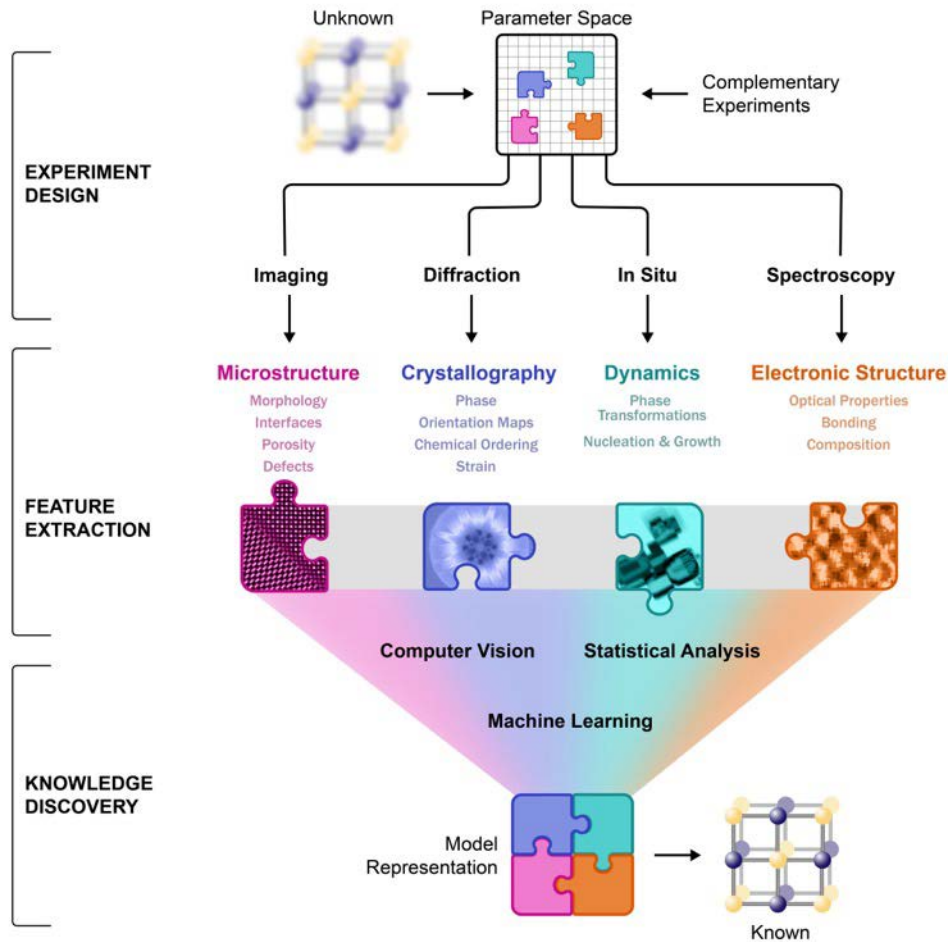 Unknown
Parameter Space
Complementary
Experiments
EXPERIMENT
DESIGN
Imaging
Diffraction
In Situ
Spectroscopy
Microstructure
Morphology
Interfaces
Porosity
Defects
Crystallography
Phase
Orientation Maps
Chemical Ordering
Strain
Dynamics
Phase
Transformations
Nucleation & Growth
Electronic Structure
Optical Properties
Bonding
Composition
FEATURE
EXTRACTION
Computer Vision
Statistical Analysis
Machine Learning
KNOWLEDGE
DISCOVERY
Model
Representation
Known